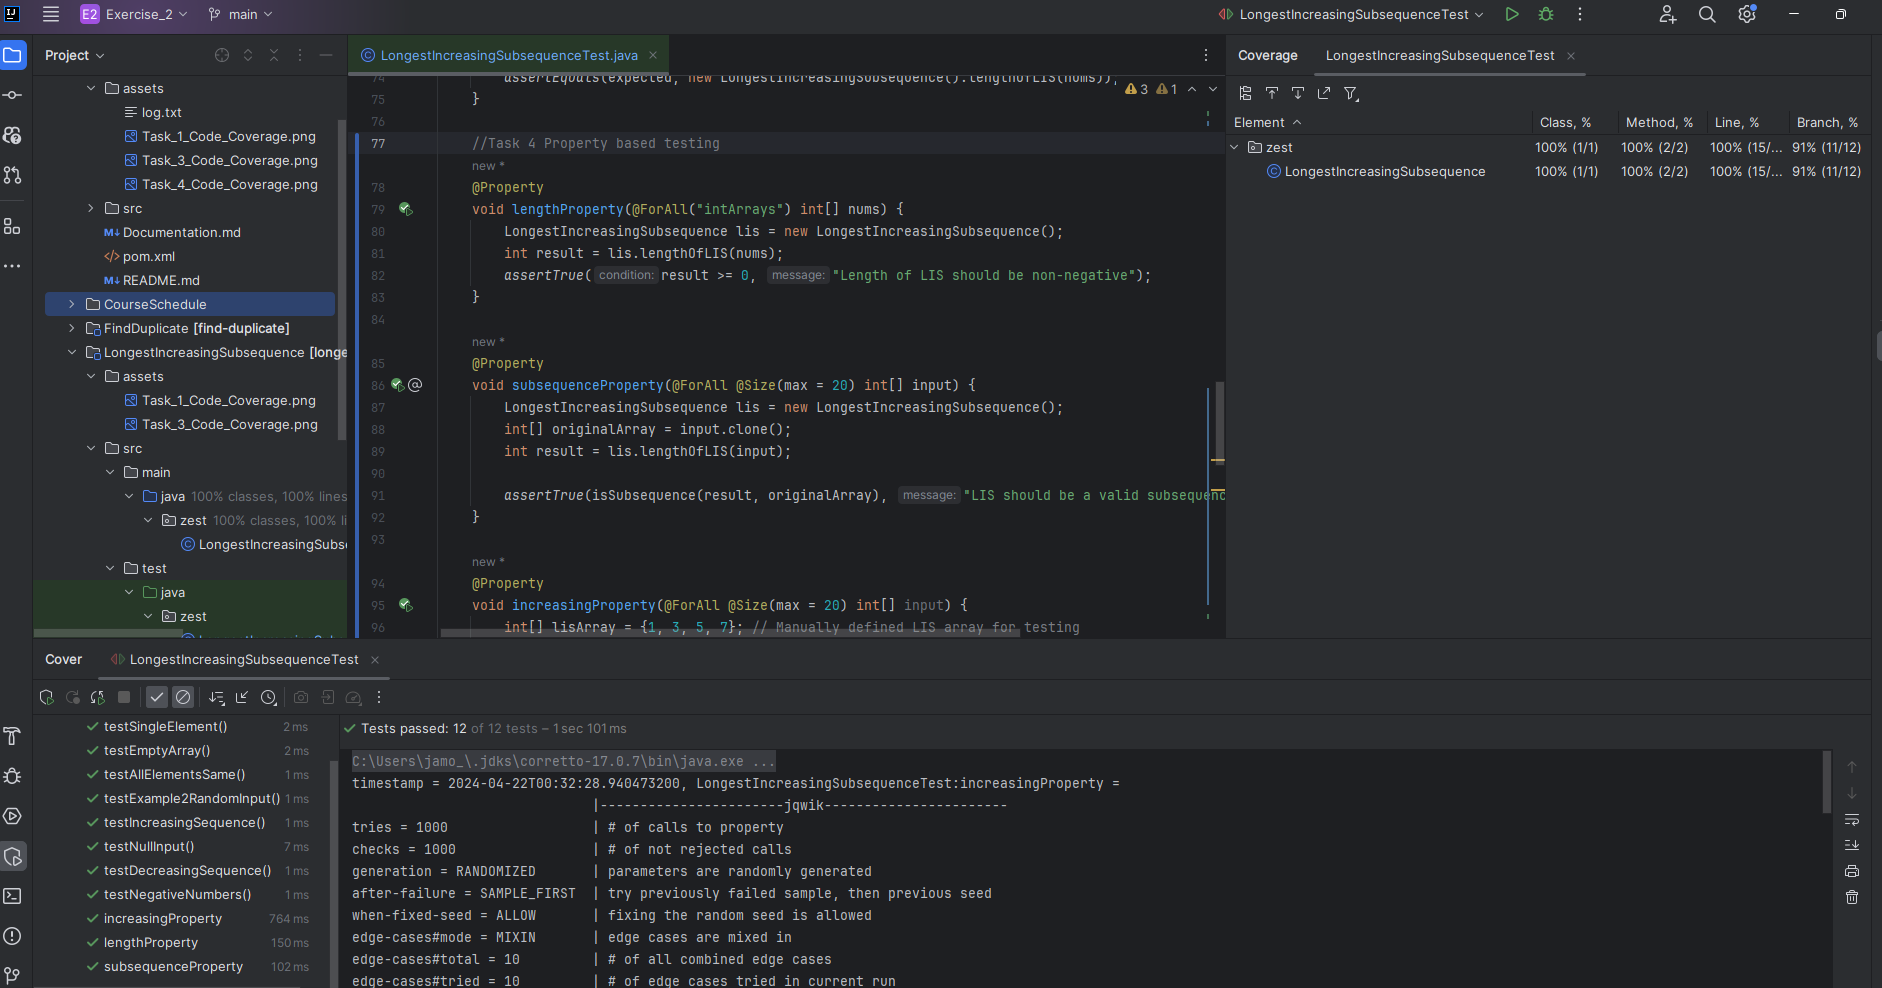 E2 Exercise_2 main LongestIncreasingSubsequenceTest
Project
assets
log.txt
Task_1_Code_Coverage.png
Task_3_Code_Coverage.png
Task_4_Code_Coverage.png
src
Documentation.md
pom.xml
README.md
CourseSchedule
FindDuplicate [find-duplicate]
LongestIncreasingSubsequence [longe
assets
Task_1_Code_Coverage.png
Task_3_Code_Coverage.png
src
main
java 100% classes, 100% lines
zest 100% classes, 100% li
LongestIncreasingSubs
test
java
zest
LongestIncreasingSubsequenceTest.java
3 1
74 assertEquals(expected, new LongestIncreasingSubsequence().lengthOfLIS(nums));
75 }
76
77 //Task 4 Property based testing
new *
78 @Property
79 void lengthProperty(@ForAll("intArrays") int[] nums) {
80 LongestIncreasingSubsequence lis = new LongestIncreasingSubsequence();
81 int result = lis.lengthOfLIS(nums);
82 assertTrue( condition: result >= 0, message: "Length of LIS should be non-negative");
83 }
84
new *
85 @Property
86 void subsequenceProperty(@ForAll @Size(max = 20) int[] input) {
87 LongestIncreasingSubsequence lis = new LongestIncreasingSubsequence();
88 int[] originalArray = input.clone();
89 int result = lis.lengthOfLIS(input);
90
91 assertTrue(isSubsequence(result, originalArray), message: "LIS should be a valid subsequenc
92 }
93
new *
94 @Property
95 void increasingProperty(@ForAll @Size(max = 20) int[] input) {
96 int[] lisArray = {1, 3, 5, 7}; // Manually defined LIS array for testing
Coverage LongestIncreasingSubsequenceTest
Element Class, % Method, % Line, % Branch, %
zest 100% (1/1) 100% (2/2) 100% (15/... 91% (11/12)
LongestIncreasingSubsequence 100% (1/1) 100% (2/2) 100% (15/... 91% (11/12)
Cover LongestIncreasingSubsequenceTest
testSingleElement() 2 ms
testEmptyArray() 2 ms
testAllElementsSame() 1 ms
testExample2RandomInput() 1 ms
testIncreasingSequence() 1 ms
testNullInput() 7 ms
testDecreasingSequence() 1 ms
testNegativeNumbers() 1 ms
increasingProperty 764 ms
lengthProperty 150 ms
subsequenceProperty 102 ms
Tests passed: 12 of 12 tests – 1 sec 101 ms
C:\Users\jamo_\.jdks\corretto-17.0.7\bin\java.exe ...
timestamp = 2024-04-22T00:32:28.940473200, LongestIncreasingSubsequenceTest:increasingProperty =
|-----------------------jqwik-----------------------
tries = 1000 | # of calls to property
checks = 1000 | # of not rejected calls
generation = RANDOMIZED | parameters are randomly generated
after-failure = SAMPLE_FIRST | try previously failed sample, then previous seed
when-fixed-seed = ALLOW | fixing the random seed is allowed
edge-cases#mode = MIXIN | edge cases are mixed in
edge-cases#total = 10 | # of all combined edge cases
edge-cases#tried = 10 | # of edge cases tried in current run